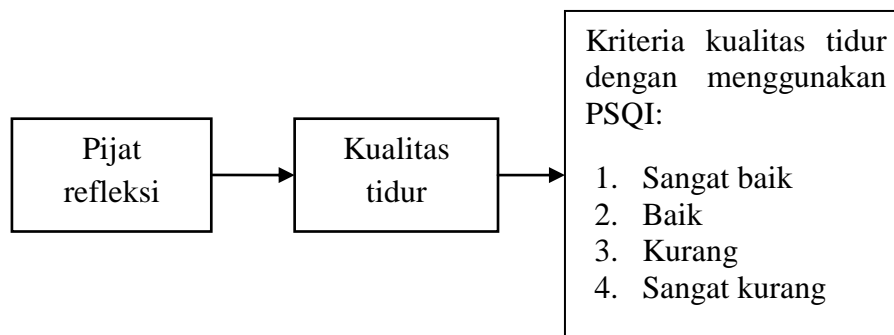 Pijat
refleksi
Kualitas
tidur
Kriteria kualitas tidur
dengan menggunakan
PSQI:
1. Sangat baik
2. Baik
3. Kurang
4. Sangat kurang